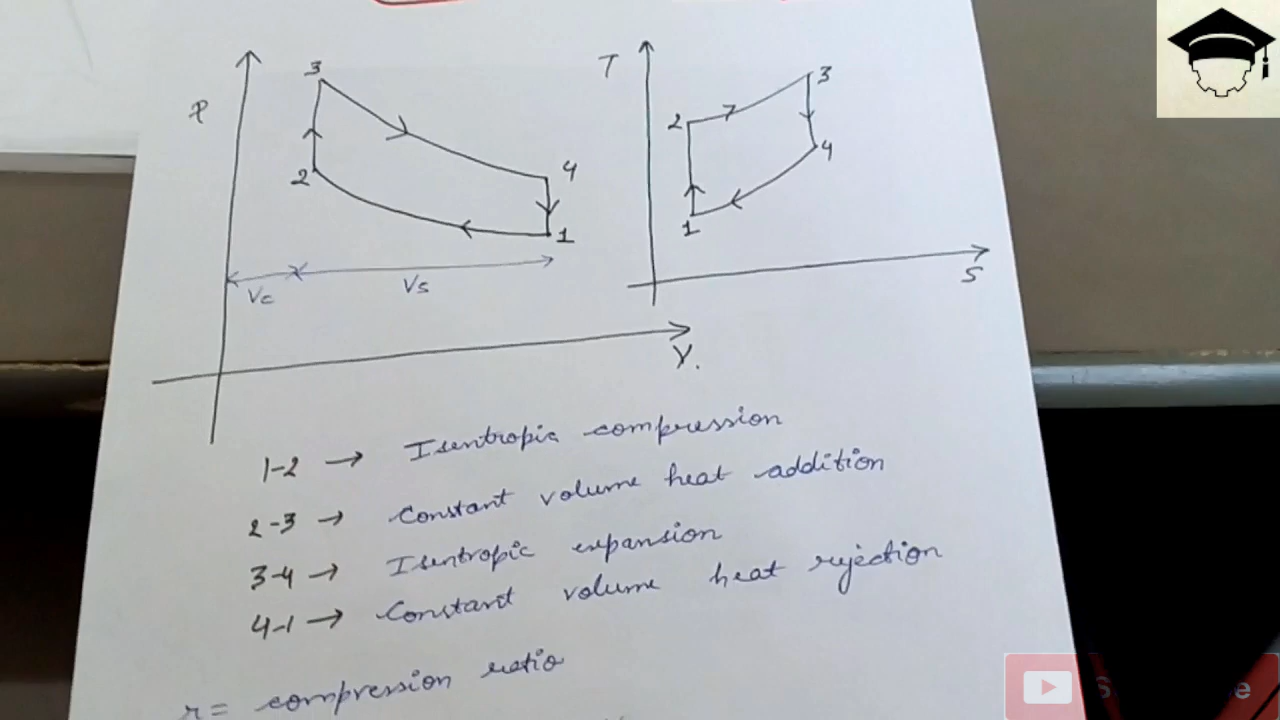 P
3
2
4
1
Vc
Vs
V.
T
2
3
4
1
S
1-2 → Isentropic compression
2-3 → Constant volume heat addition
3-4 → Isentropic expansion
4-1 → Constant volume heat rejection
r = compression ratio